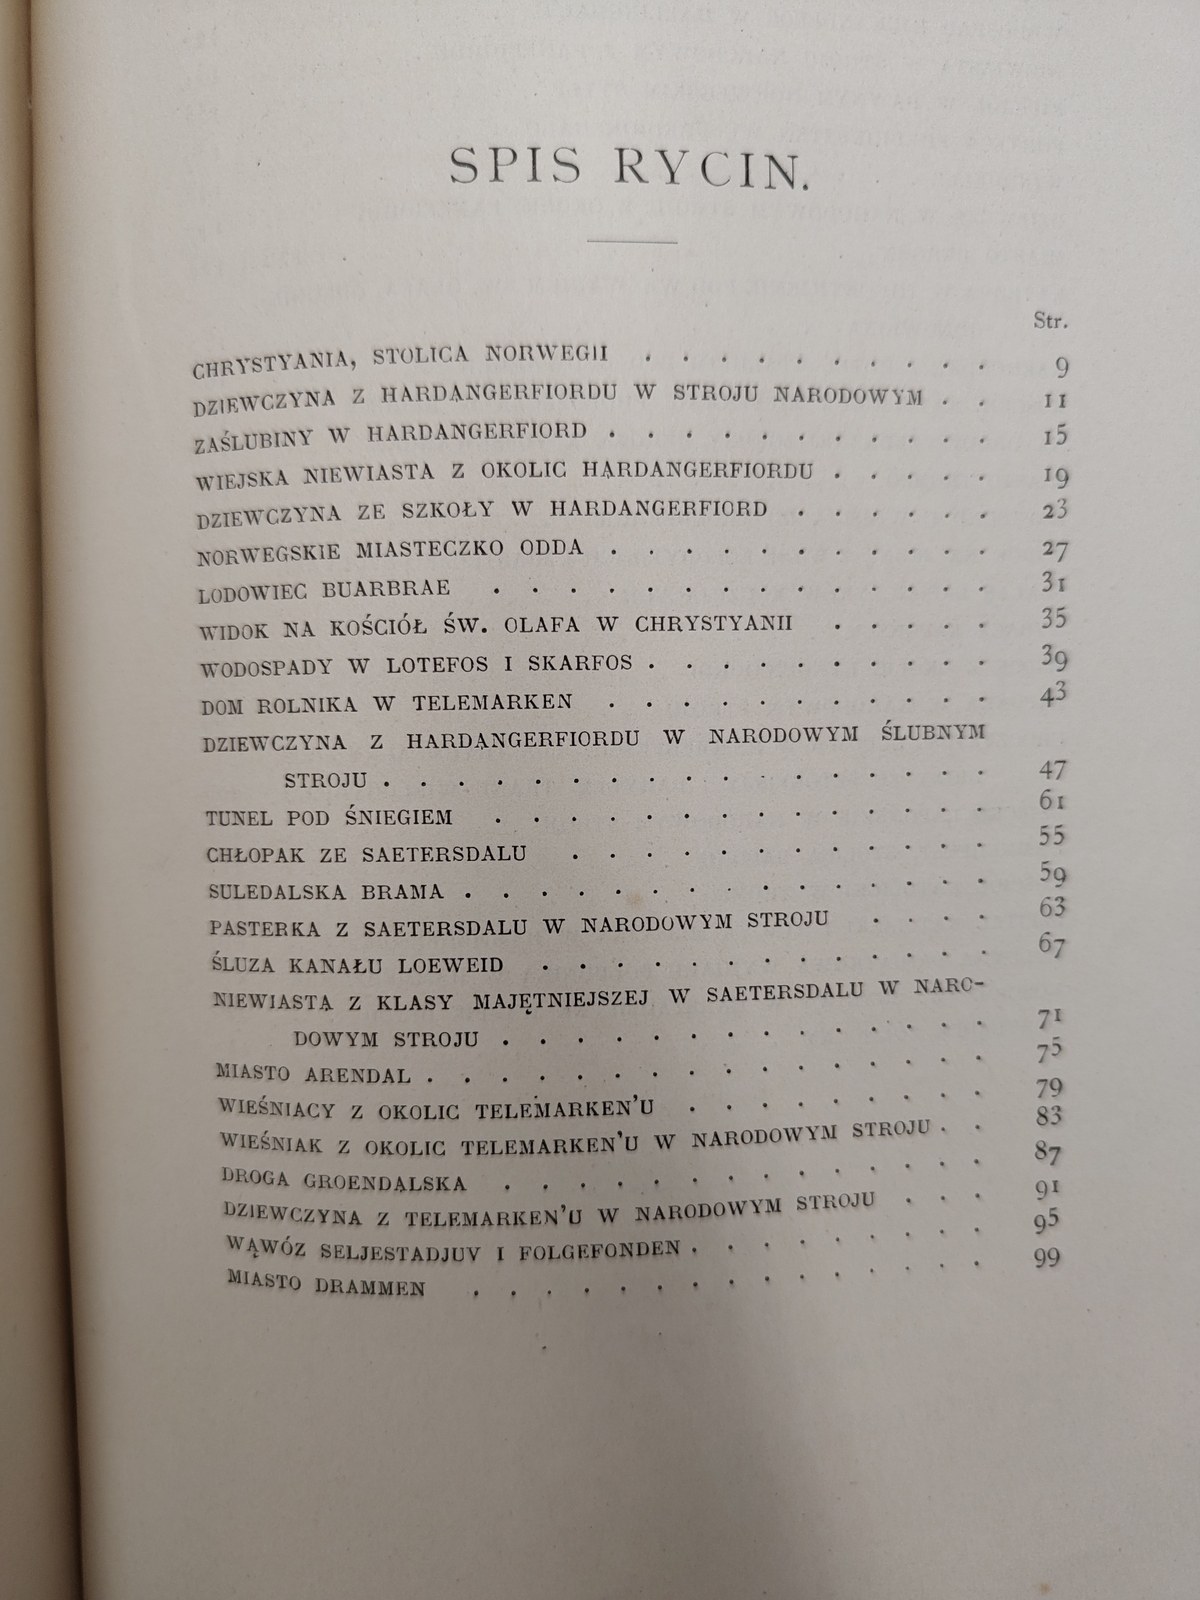 SPIS RYCIN.
Str.
CHRYSTYANIA, STOLICA NORWEGII . . . . . . . . . . 9
DZIEWCZYNA Z HARDANGERFIORDU W STROJU NARODOWYM . . 11
ZAŚLUBINY W HARDANGERFIORD . . . . . . . . . . . 15
WIEJSKA NIEWIASTA Z OKOLIC HARDANGERFIORDU . . . . . 19
DZIEWCZYNA ZE SZKOŁY W HARDANGERFIORD . . . . . . 23
NORWEGSKIE MIASTECZKO ODDA . . . . . . . . . . . 27
LODOWIEC BUARBRAE . . . . . . . . . . . . . . 31
WIDOK NA KOŚCIÓŁ ŚW. OLAFA W CHRYSTYANII . . . . . 35
WODOSPADY W LOTEFOS I SKARFOS . . . . . . . . . . 39
DOM ROLNIKA W TELEMARKEN . . . . . . . . . . . 43
DZIEWCZYNA Z HARDANGERFIORDU W NARODOWYM ŚLUBNYM
STROJU . . . . . . . . . . . . . . . . . 47
TUNEL POD ŚNIEGIEM . . . . . . . . . . . . . . 61
CHŁOPAK ZE SAETERSDALU . . . . . . . . . . . . 55
SULEDALSKA BRAMA . . . . . . . . . . . . . . . 59
PASTERKA Z SAETERSDALU W NARODOWYM STROJU . . . . 63
ŚLUZA KANAŁU LOEWEID . . . . . . . . . . . . . 67
NIEWIASTA Z KLASY MAJĘTNIEJSZEJ W SAETERSDALU W NARO-
DOWYM STROJU . . . . . . . . . . . . . . 71
MIASTO ARENDAL . . . . . . . . . . . . . . . . 75
WIEŚNIACY Z OKOLIC TELEMARKEN'U . . . . . . . . . 79
WIEŚNIAK Z OKOLIC TELEMARKEN'U W NARODOWYM STROJU . . 83
DROGA GROENDALSKA . . . . . . . . . . . . . . 87
DZIEWCZYNA Z TELEMARKEN'U W NARODOWYM STROJU . . . 91
WĄWÓZ SELJESTADJUV I FOLGEFONDEN . . . . . . . . . 95
MIASTO DRAMMEN . . . . . . . . . . . . . . . 99